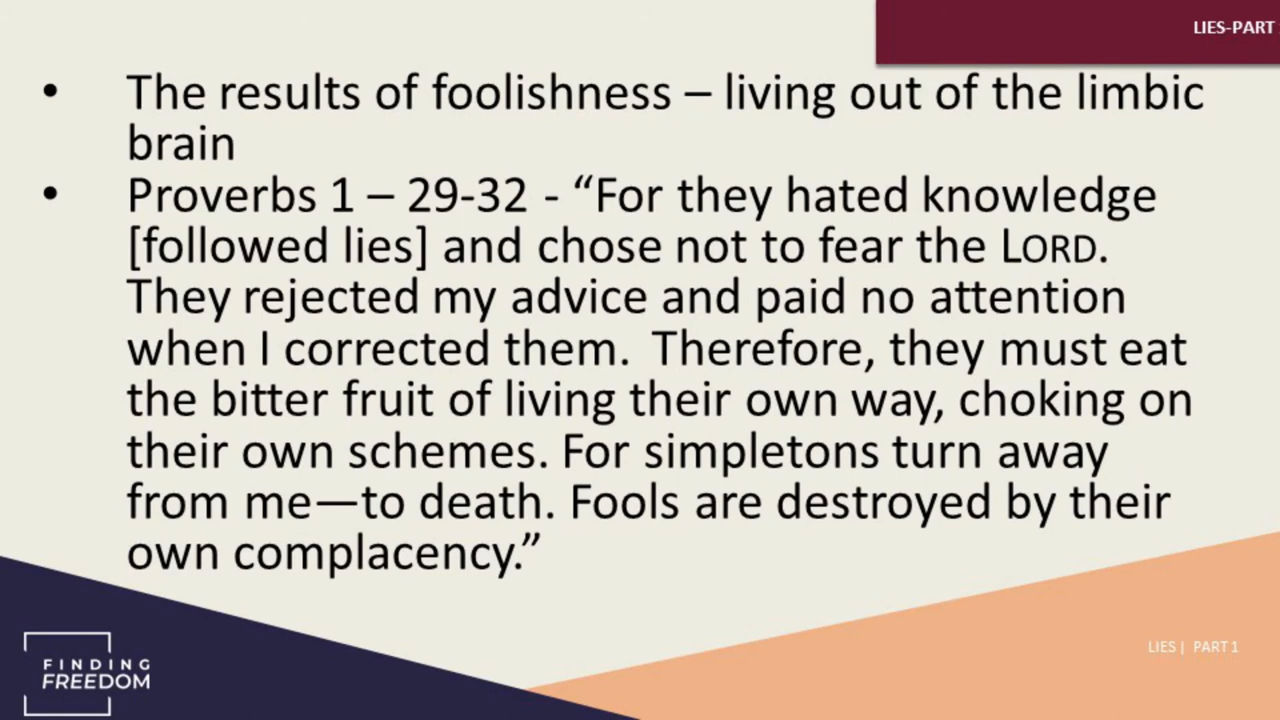 LIES-PART
• The results of foolishness – living out of the limbic
brain
• Proverbs 1 – 29-32 - “For they hated knowledge
[followed lies] and chose not to fear the LORD.
They rejected my advice and paid no attention
when I corrected them.  Therefore, they must eat
the bitter fruit of living their own way, choking on
their own schemes. For simpletons turn away
from me—to death. Fools are destroyed by their
own complacency.”
LIES | PART 1
FINDING
FREEDOM